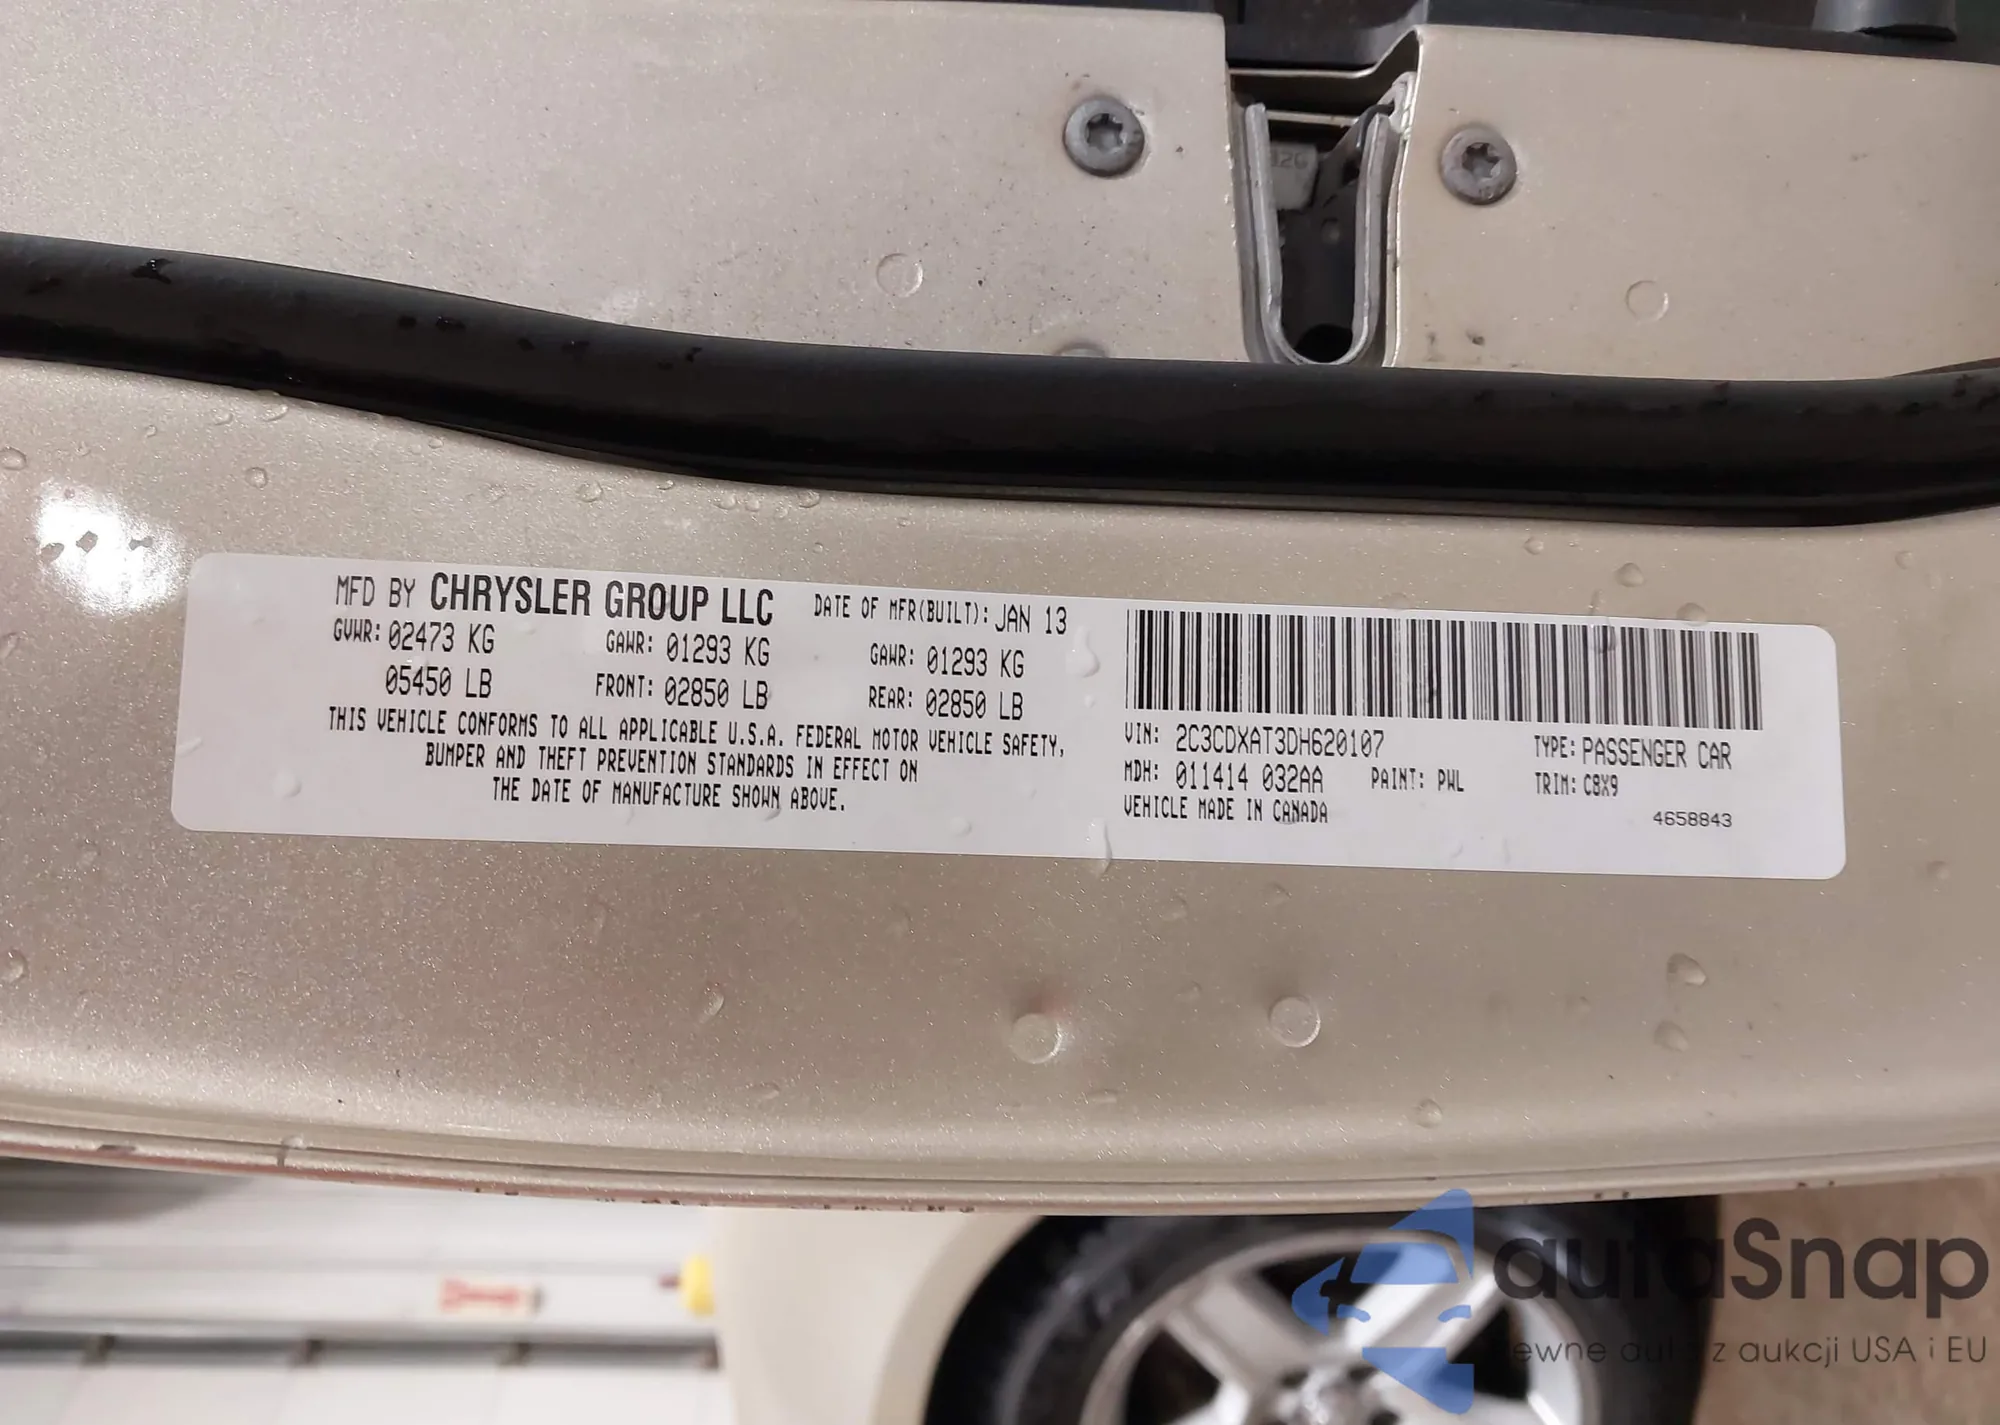 MFD BY CHRYSLER GROUP LLC DATE OF MFR(BUILT): JAN 13
GVWR: 02473 KG GAWR: 01293 KG GAWR: 01293 KG
05450 LB FRONT: 02850 LB REAR: 02850 LB
THIS VEHICLE CONFORMS TO ALL APPLICABLE U.S.A. FEDERAL MOTOR VEHICLE SAFETY,
BUMPER AND THEFT PREVENTION STANDARDS IN EFFECT ON
THE DATE OF MANUFACTURE SHOWN ABOVE.
VIN: 2C3CDXAT3DH620107 TYPE: PASSENGER CAR
MDH: 011414 032AA PAINT: PWL TRIM: C8X9
VEHICLE MADE IN CANADA
4658843
autaSnap
z aukcji USA i EU